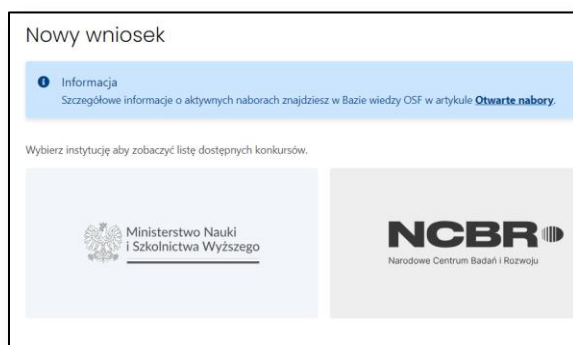 Nowy wniosek
Informacja
Szczegółowe informacje o aktywnych naborach znajdziesz w Bazie wiedzy OSF w artykule Otwarte nabory.
Wybierz instytucję aby zobaczyć listę dostępnych konkursów.
Ministerstwo Nauki
i Szkolnictwa Wyższego
NCBR
Narodowe Centrum Badań i Rozwoju